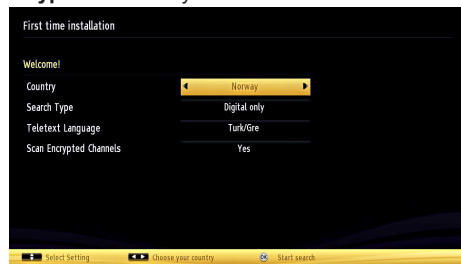 First time installation
Welcome!
Country Norway
Search Type Digital only
Teletext Language Turk/Gre
Scan Encrypted Channels Yes
Select Setting Choose your country OK Start search